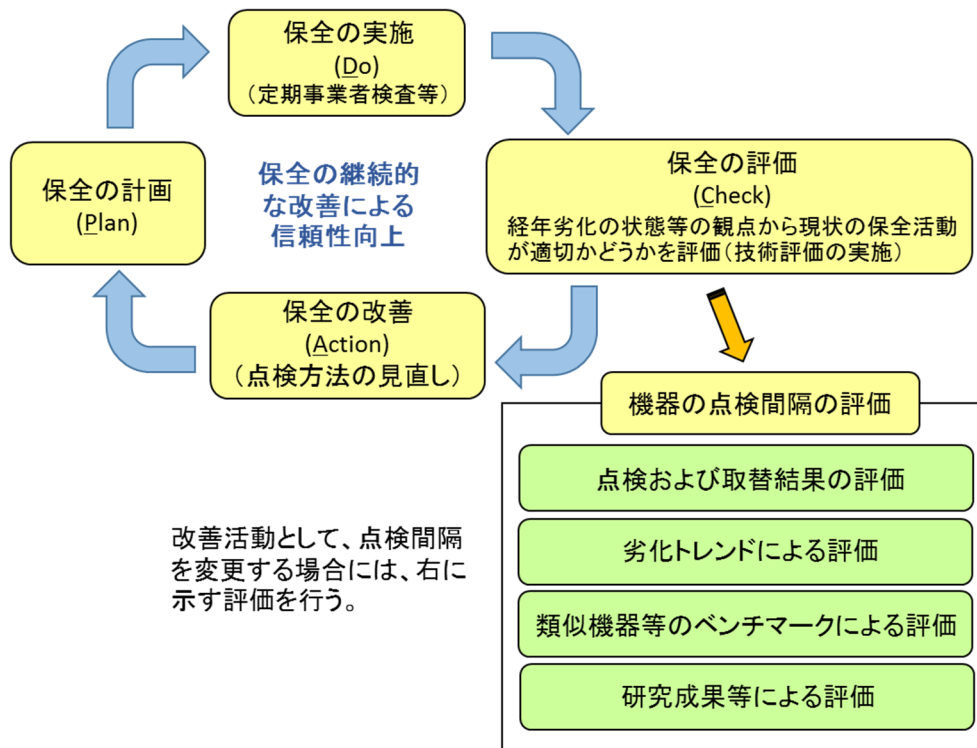 保全の実施
(Do)
（定期事業者検査等）
保全の計画
(Plan)
保全の継続的
な改善による
信頼性向上
保全の評価
(Check)
経年劣化の状態等の観点から現状の保全活動
が適切かどうかを評価（技術評価の実施）
保全の改善
(Action)
（点検方法の見直し）
機器の点検間隔の評価
点検および取替結果の評価
劣化トレンドによる評価
類似機器等のベンチマークによる評価
研究成果等による評価
改善活動として、点検間隔
を変更する場合には、右に
示す評価を行う。